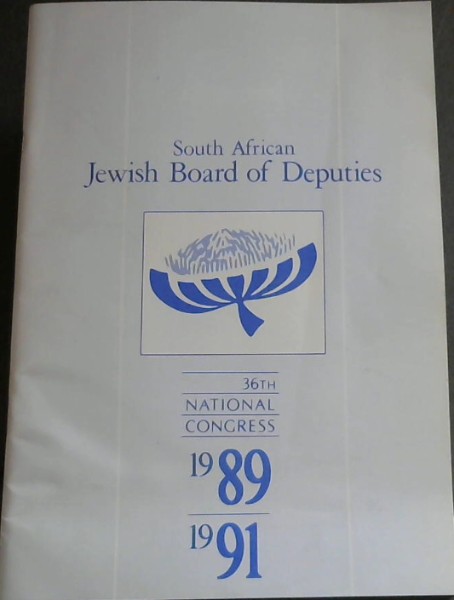 South African
Jewish Board of Deputies
36TH
NATIONAL
CONGRESS
1989
1991